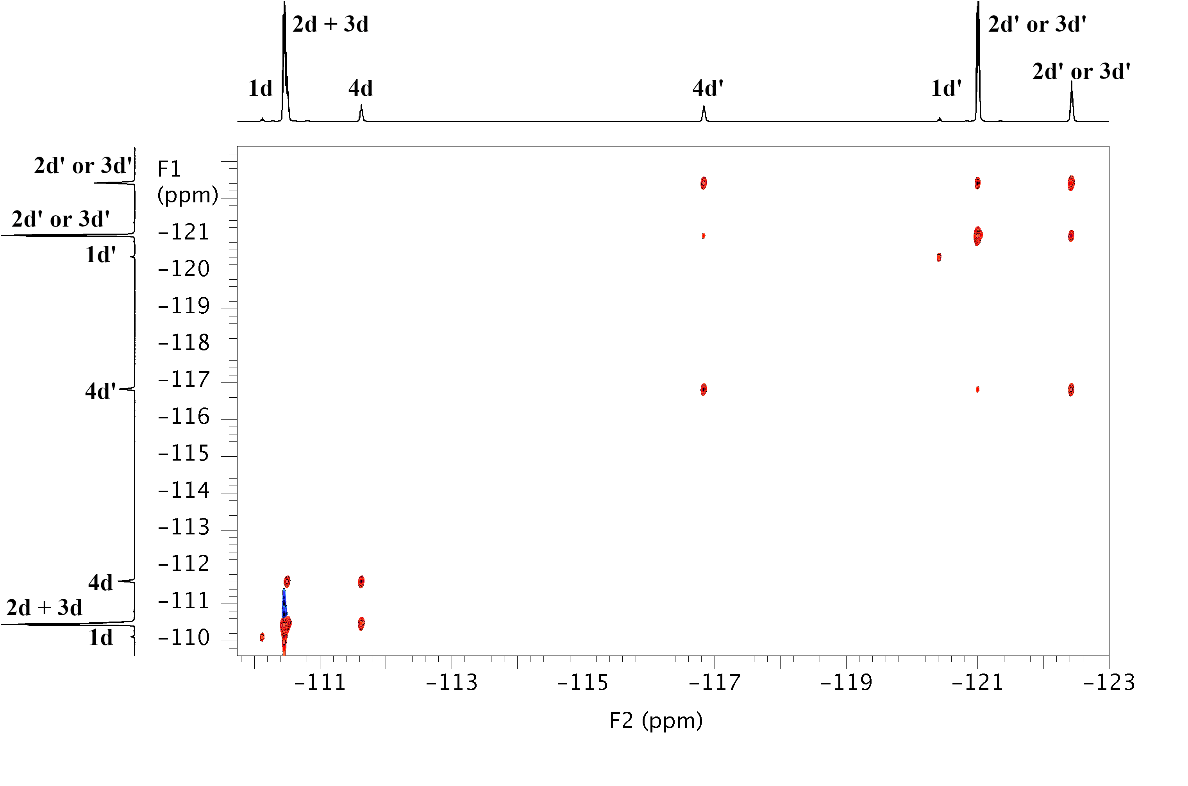 2d + 3d
2d' or 3d'
1d
4d
4d'
1d'
2d' or 3d'
2d' or 3d'
2d' or 3d'
1d'
4d'
4d
2d + 3d
1d
F1
(ppm)
-121
-120
-119
-118
-117
-116
-115
-114
-113
-112
-111
-110
-111
-113
-115
-117
-119
-121
-123
F2 (ppm)